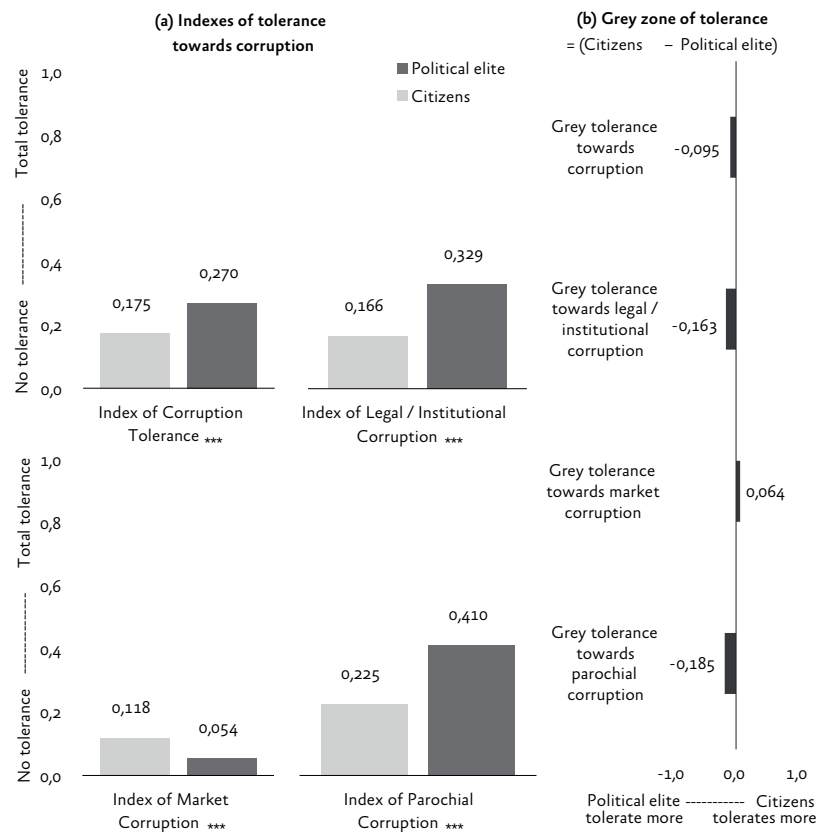 (a) Indexes of tolerance
towards corruption
Political elite
Citizens
Total tolerance
--------------
No tolerance
1,0
0,8
0,6
0,4
0,2
0,0
0,175
0,270
0,166
0,329
Index of Corruption
Tolerance ***
Index of Legal / Institutional
Corruption ***
Total tolerance
--------------
No tolerance
1,0
0,8
0,6
0,4
0,2
0,0
0,118
0,054
0,225
0,410
Index of Market
Corruption ***
Index of Parochial
Corruption ***
(b) Grey zone of tolerance
= (Citizens – Political elite)
Grey tolerance
towards
corruption
-0,095
Grey tolerance
towards legal /
institutional
corruption
-0,163
Grey tolerance
towards market
corruption
0,064
Grey tolerance
towards
parochial
corruption
-0,185
-1,0 0,0 1,0
Political elite ----------- Citizens
tolerate more tolerates more